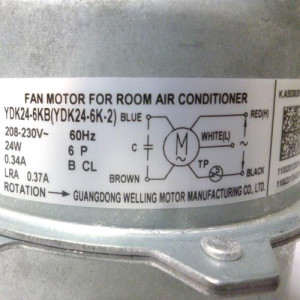 FAN MOTOR FOR ROOM AIR CONDITIONER
YDK24-6KB(YDK24-6K-2)
208-230V~ 60Hz
24W 6 P
0.34A B CL
LRA 0.37A
ROTATION → GUANGDONG WELLING MOTOR MANUFACTURING CO., LTD.
BLUE RED(H)
C M WHITE(L)
TP
BROWN BLACK